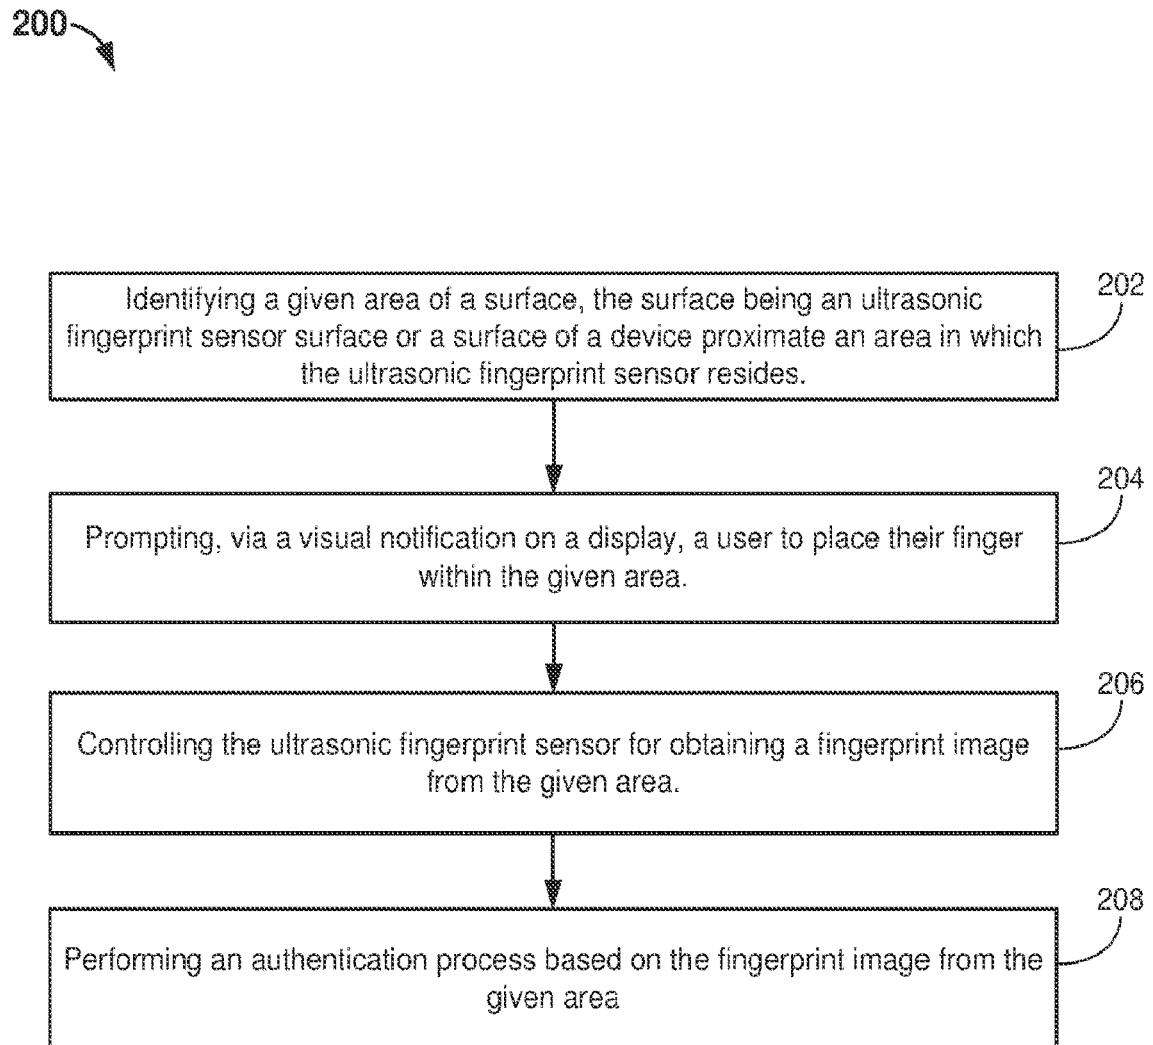 200
Identifying a given area of a surface, the surface being an ultrasonic
fingerprint sensor surface or a surface of a device proximate an area in which
the ultrasonic fingerprint sensor resides.
202
Prompting, via a visual notification on a display, a user to place their finger
within the given area.
204
Controlling the ultrasonic fingerprint sensor for obtaining a fingerprint image
from the given area.
206
Performing an authentication process based on the fingerprint image from the
given area
208